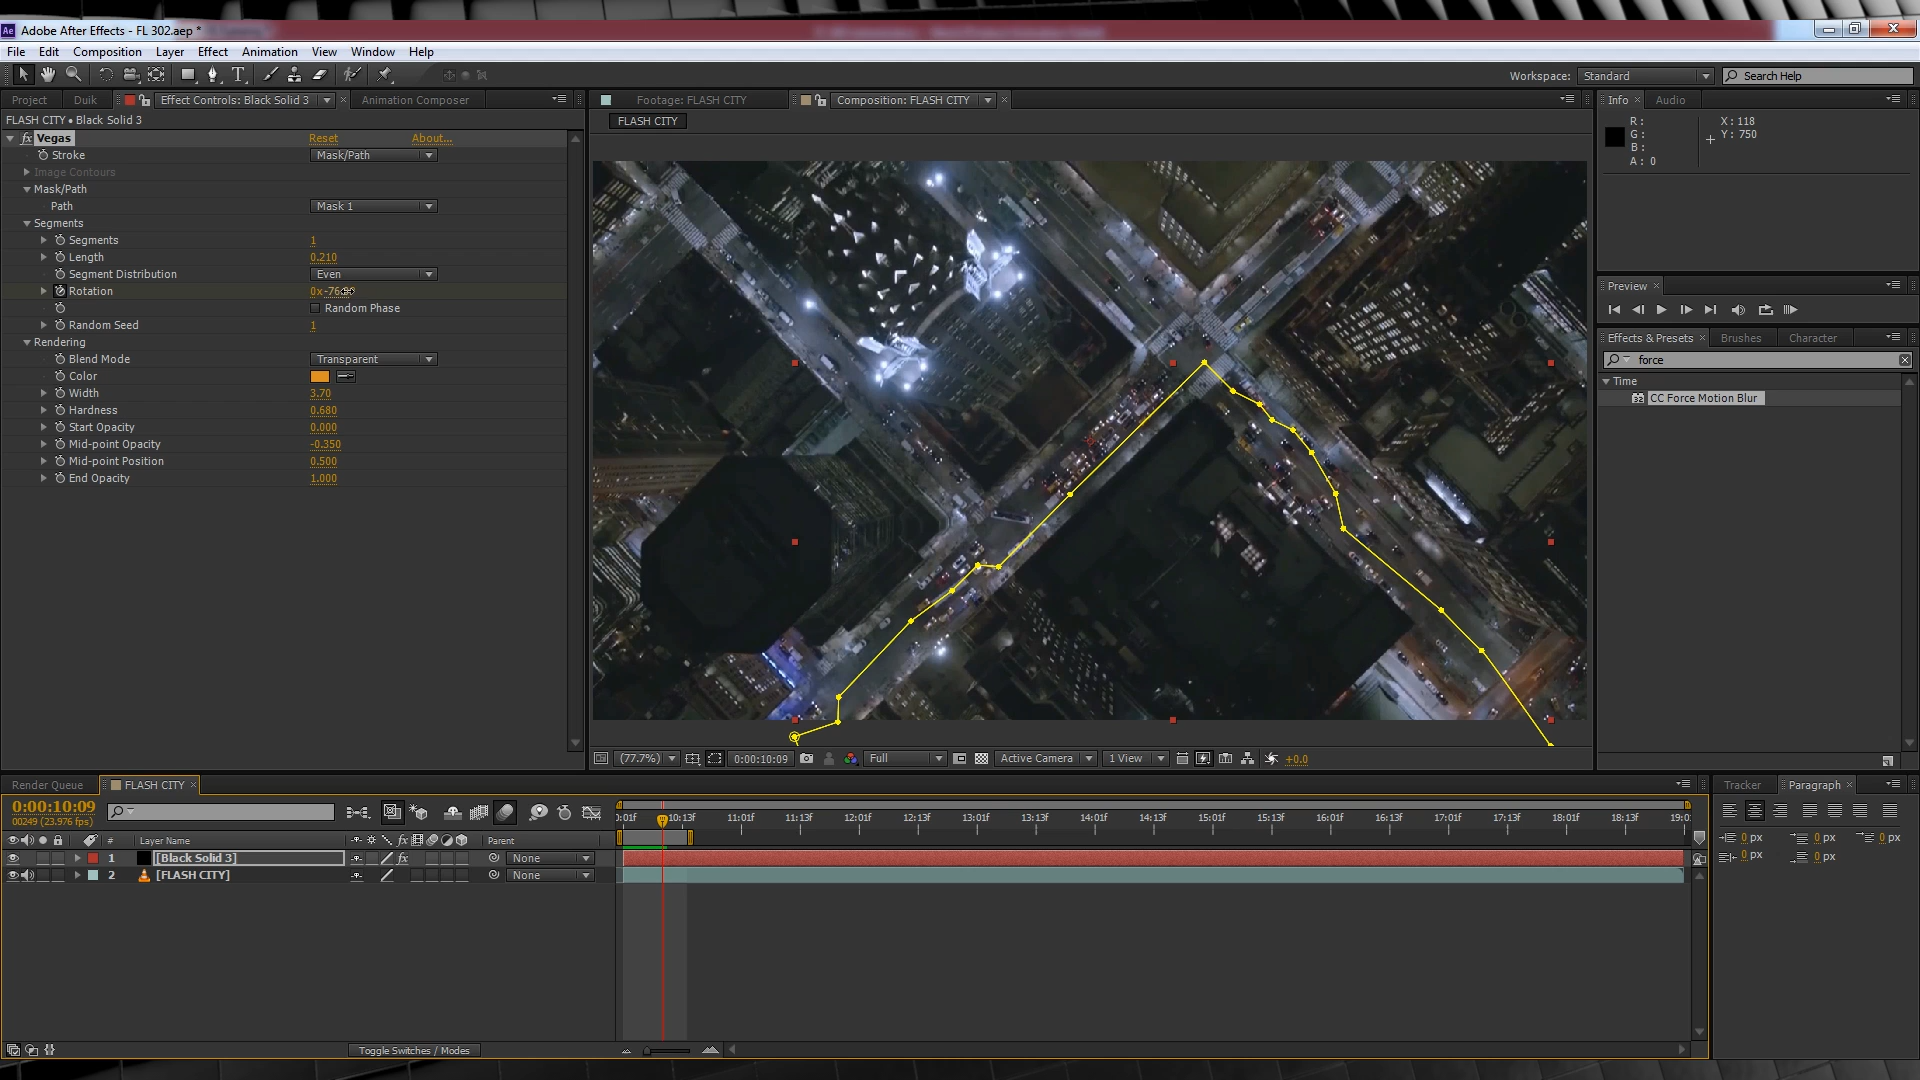 Adobe After Effects - FL 302.aep *
File Edit Composition Layer Effect Animation View Window Help
Workspace: Standard Search Help
Project Duik Effect Controls: Black Solid 3 Animation Composer
Footage: FLASH CITY Composition: FLASH CITY
Info Audio
FLASH CITY • Black Solid 3
FLASH CITY
R:
G:
B:
A: 0
X: 118
Y: 750
fx Vegas Reset About...
Stroke Mask/Path
Image Contours
Mask/Path
Path Mask 1
Segments
Segments 1
Length 0.210
Segment Distribution Even
Rotation
Random Phase
Random Seed 1
Rendering
Blend Mode Transparent
Color
Width 3.70
Hardness 0.680
Start Opacity 0.000
Mid-point Opacity -0.350
Mid-point Position 0.500
End Opacity 1.000
Preview
Effects & Presets Brushes Character
force
Time
32 CC Force Motion Blur
(77.7%) 0:00:10:09 Full Active Camera 1 View +0.0
Render Queue FLASH CITY
0:00:10:09
00249 (23.976 fps)
:01f 10:13f 11:01f 11:13f 12:01f 12:13f 13:01f 13:13f 14:01f 14:13f 15:01f 15:13f 16:01f 16:13f 17:01f 17:13f 18:01f 18:13f 19:0
# Layer Name fx Parent
1 [Black Solid 3] fx None
2 [FLASH CITY] None
Toggle Switches / Modes
Tracker Paragraph
0 px 0 px 0 px
0 px 0 px